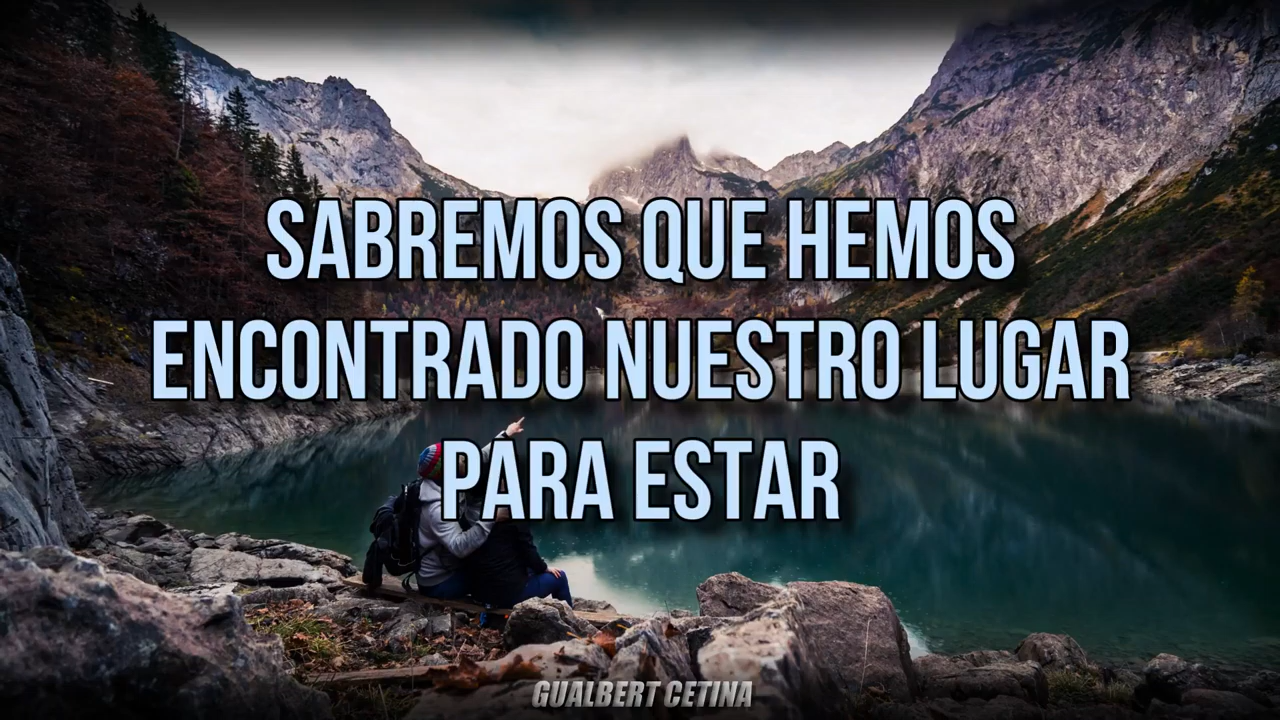 SABREMOS QUE HEMOS
ENCONTRADO NUESTRO LUGAR
PARA ESTAR
GUALBERT CETINA